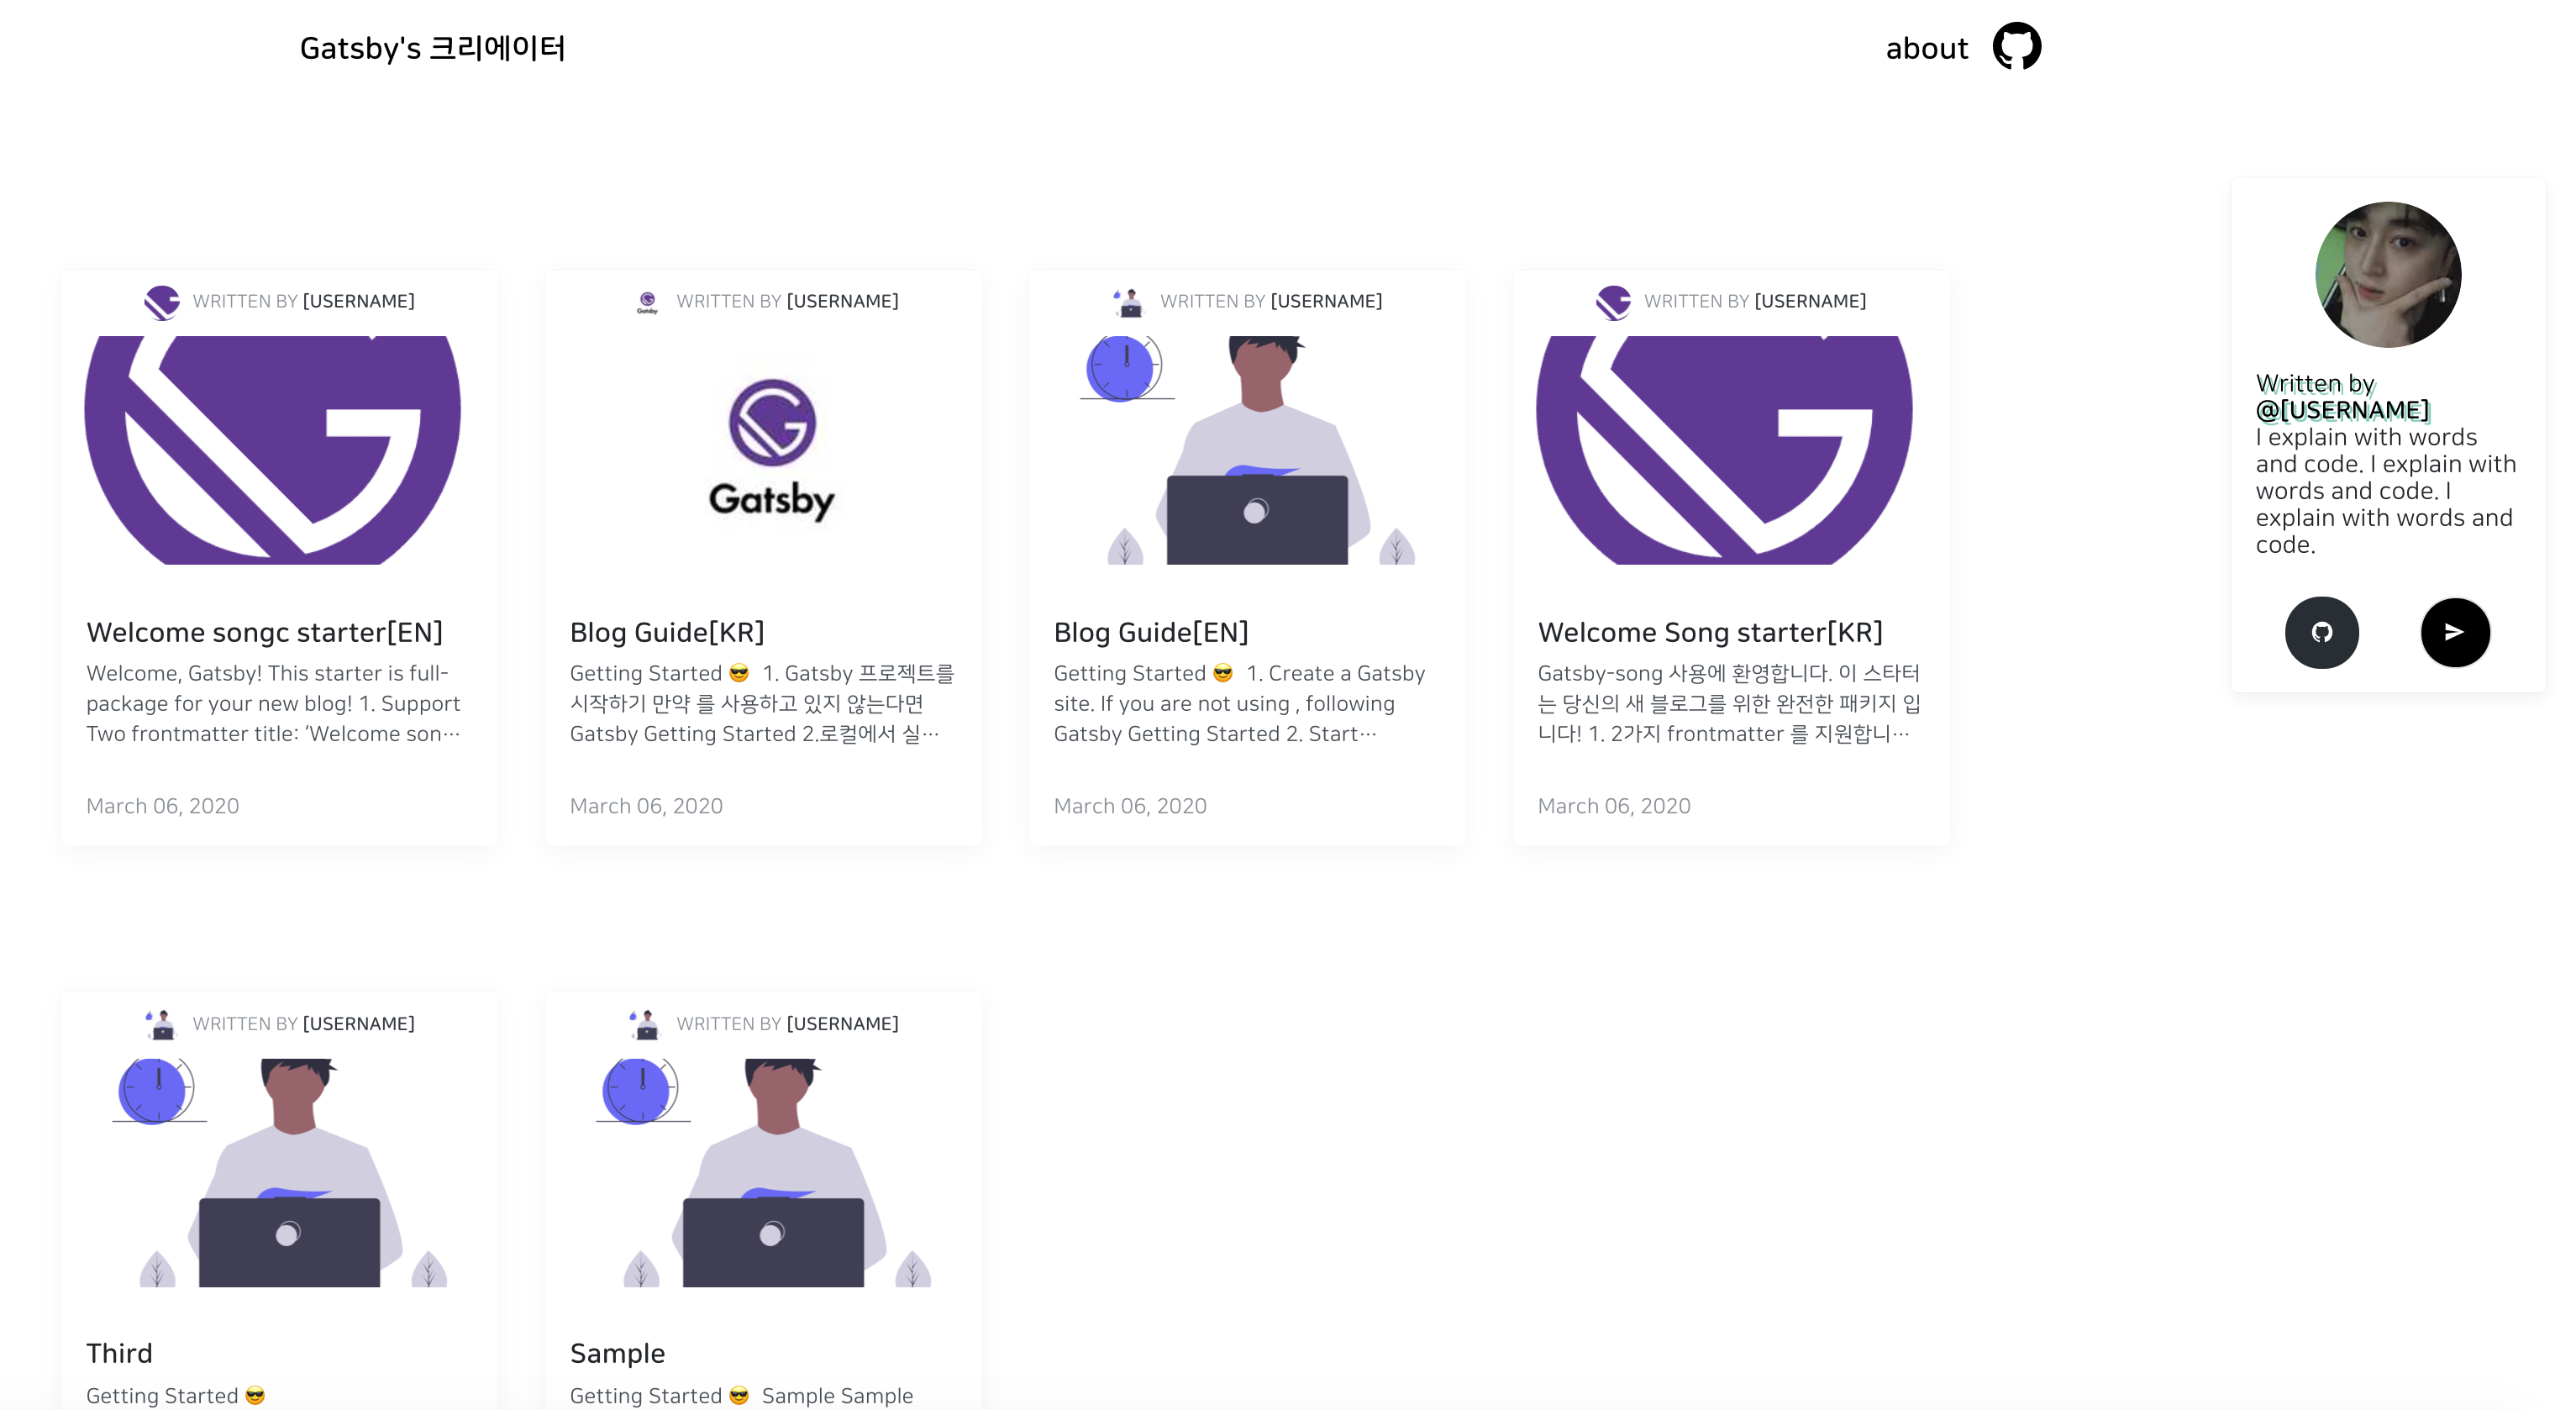 Gatsby's 크리에이터
about
WRITTEN BY [USERNAME]
Gatsby
Welcome songc starter[EN]
Welcome, Gatsby! This starter is full-
package for your new blog! 1. Support
Two frontmatter title: ‘Welcome son…
March 06, 2020
Gatsby
WRITTEN BY [USERNAME]
Blog Guide[KR]
Getting Started 😎 1. Gatsby 프로젝트를
시작하기 만약 를 사용하고 있지 않는다면
Gatsby Getting Started 2.로컬에서 실…
March 06, 2020
WRITTEN BY [USERNAME]
Blog Guide[EN]
Getting Started 😎 1. Create a Gatsby
site. If you are not using , following
Gatsby Getting Started 2. Start…
March 06, 2020
WRITTEN BY [USERNAME]
Welcome Song starter[KR]
Gatsby-song 사용에 환영합니다. 이 스타터
는 당신의 새 블로그를 위한 완전한 패키지 입
니다! 1. 2가지 frontmatter 를 지원합니…
March 06, 2020
Written by
@[USERNAME]
I explain with words
and code. I explain with
words and code. I
explain with words and
code.
WRITTEN BY [USERNAME]
Third
Getting Started 😎
WRITTEN BY [USERNAME]
Sample
Getting Started 😎 Sample Sample